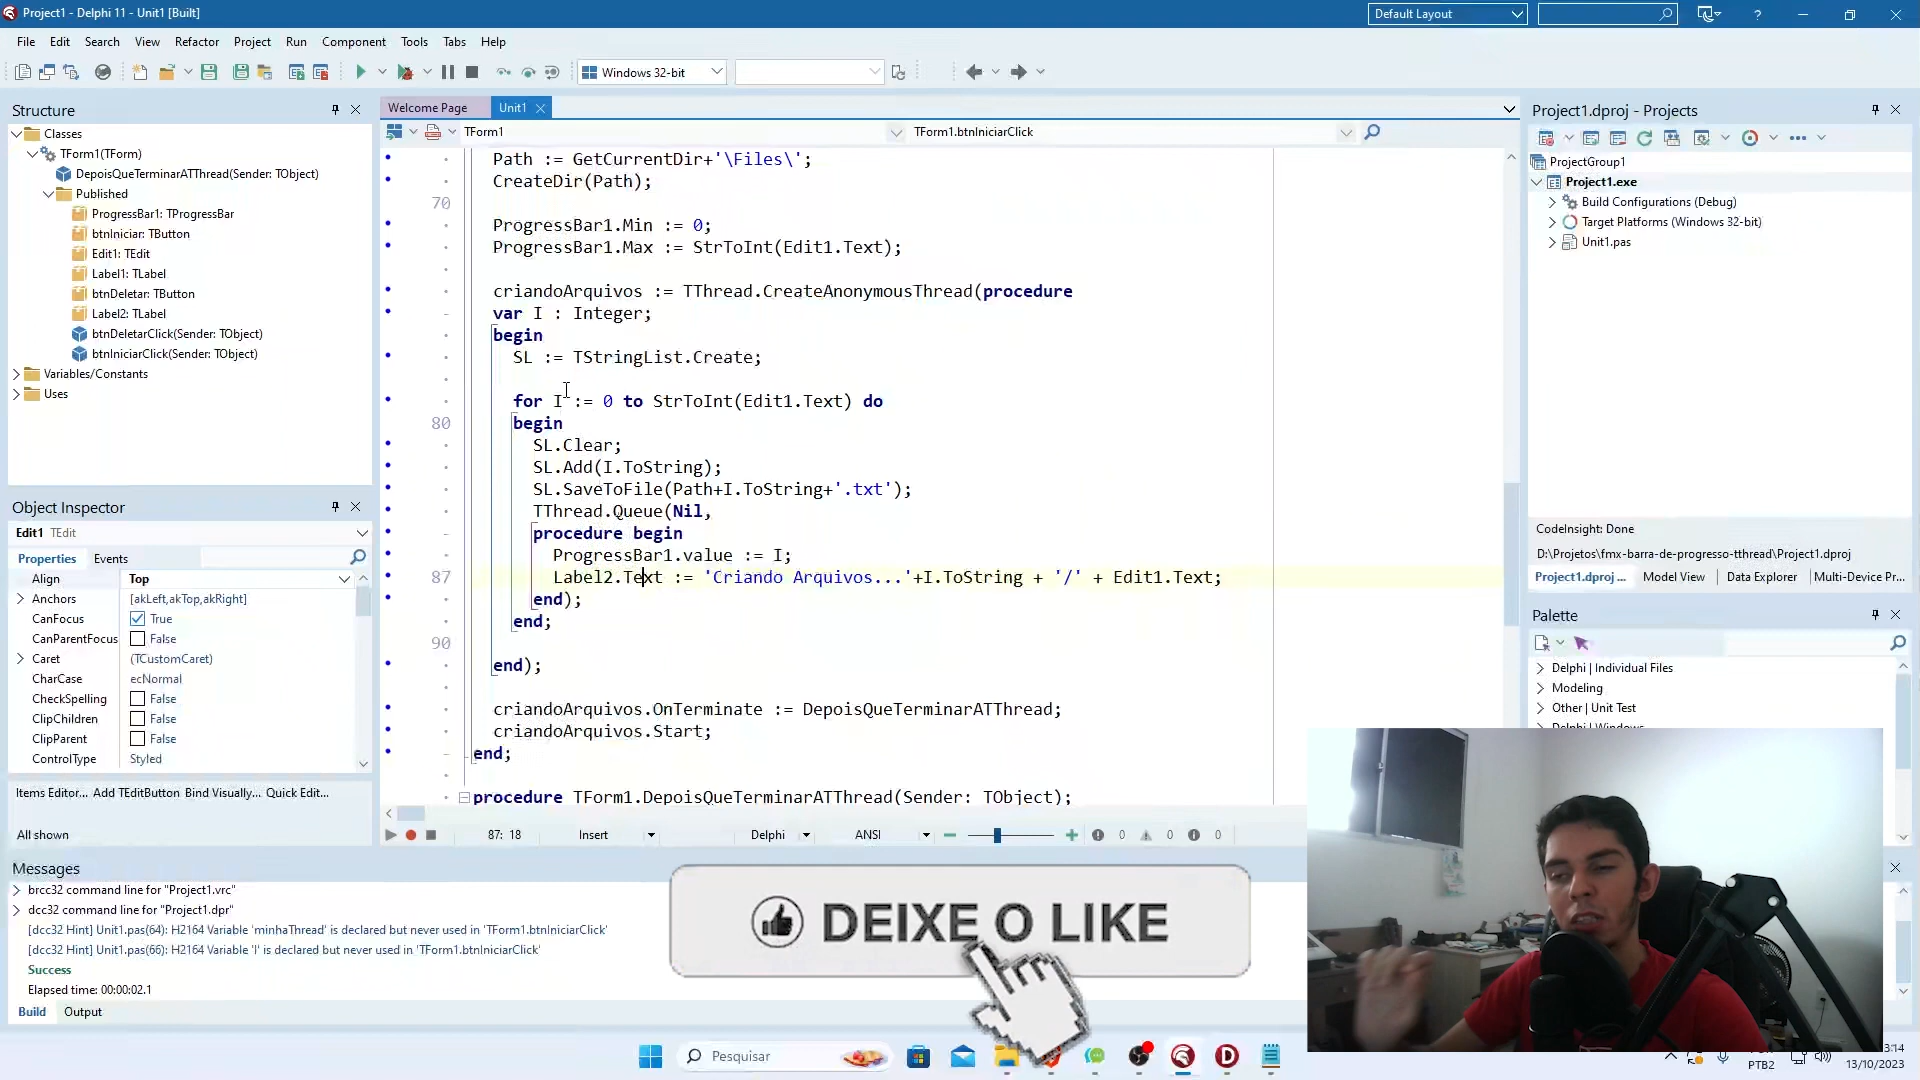 Project1 - Delphi 11 - Unit1 [Built]
Default Layout
File Edit Search View Refactor Project Run Component Tools Tabs Help
Windows 32-bit
Structure
Classes
TForm1(TForm)
DepoisQueTerminarATThread(Sender: TObject)
Published
ProgressBar1: TProgressBar
btnIniciar: TButton
Edit1: TEdit
Label1: TLabel
btnDeletar: TButton
Label2: TLabel
btnDeletarClick(Sender: TObject)
btnIniciarClick(Sender: TObject)
Variables/Constants
Uses
Object Inspector
Edit1 TEdit
Properties Events
Align Top
Anchors [akLeft,akTop,akRight]
CanFocus True
CanParentFocus False
Caret (TCustomCaret)
CharCase ecNormal
CheckSpelling False
ClipChildren False
ClipParent False
ControlType Styled
Items Editor... Add TEditButton Bind Visually... Quick Edit...
All shown
Welcome Page Unit1
TForm1 TForm1.btnIniciarClick
Path := GetCurrentDir+'\Files\';
CreateDir(Path);
70
ProgressBar1.Min := 0;
ProgressBar1.Max := StrToInt(Edit1.Text);
criandoArquivos := TThread.CreateAnonymousThread(procedure
var I : Integer;
begin
SL := TStringList.Create;
for I := 0 to StrToInt(Edit1.Text) do
80 begin
SL.Clear;
SL.Add(I.ToString);
SL.SaveToFile(Path+I.ToString+'.txt');
TThread.Queue(Nil,
procedure begin
ProgressBar1.value := I;
87 Label2.Text := 'Criando Arquivos...'+I.ToString + '/' + Edit1.Text;
end);
end;
90
end);
criandoArquivos.OnTerminate := DepoisQueTerminarATThread;
criandoArquivos.Start;
end;
procedure TForm1.DepoisQueTerminarATThread(Sender: TObject);
87: 18 Insert Delphi ANSI 0 0 0
Project1.dproj - Projects
ProjectGroup1
Project1.exe
Build Configurations (Debug)
Target Platforms (Windows 32-bit)
Unit1.pas
CodeInsight: Done
D:\Projetos\fmx-barra-de-progresso-tthread\Project1.dproj
Project1.dproj ... Model View Data Explorer Multi-Device Pr...
Palette
Delphi | Individual Files
Modeling
Other | Unit Test
Delphi | Windows
Messages
brcc32 command line for "Project1.vrc"
dcc32 command line for "Project1.dpr"
[dcc32 Hint] Unit1.pas(64): H2164 Variable 'minhaThread' is declared but never used in 'TForm1.btnIniciarClick'
[dcc32 Hint] Unit1.pas(66): H2164 Variable 'I' is declared but never used in 'TForm1.btnIniciarClick'
Success
Elapsed time: 00:00:02.1
Build Output
DEIXE O LIKE
Pesquisar
PTB2
3:14
13/10/2023